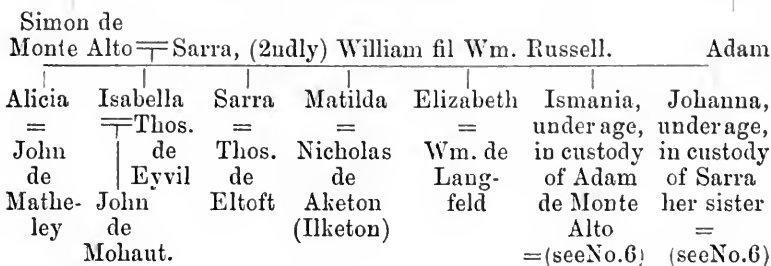 Simon de
Monte Alto = Sarra, (2ndly) William fil Wm. Russell. Adam
Alicia Isabella Sarra Matilda Elizabeth Ismania, Johanna,
= =Thos. = = = under age, under age,
John de Thos. Nicholas Wm. de in custody in custody
de Eyvil de de Lang- of Adam of Sarra
Mathe- John Eltoft Aketon feld de Monte her sister
ley de (Ilketon) Alto =
Mohaut. =(see No. 6) (see No. 6)